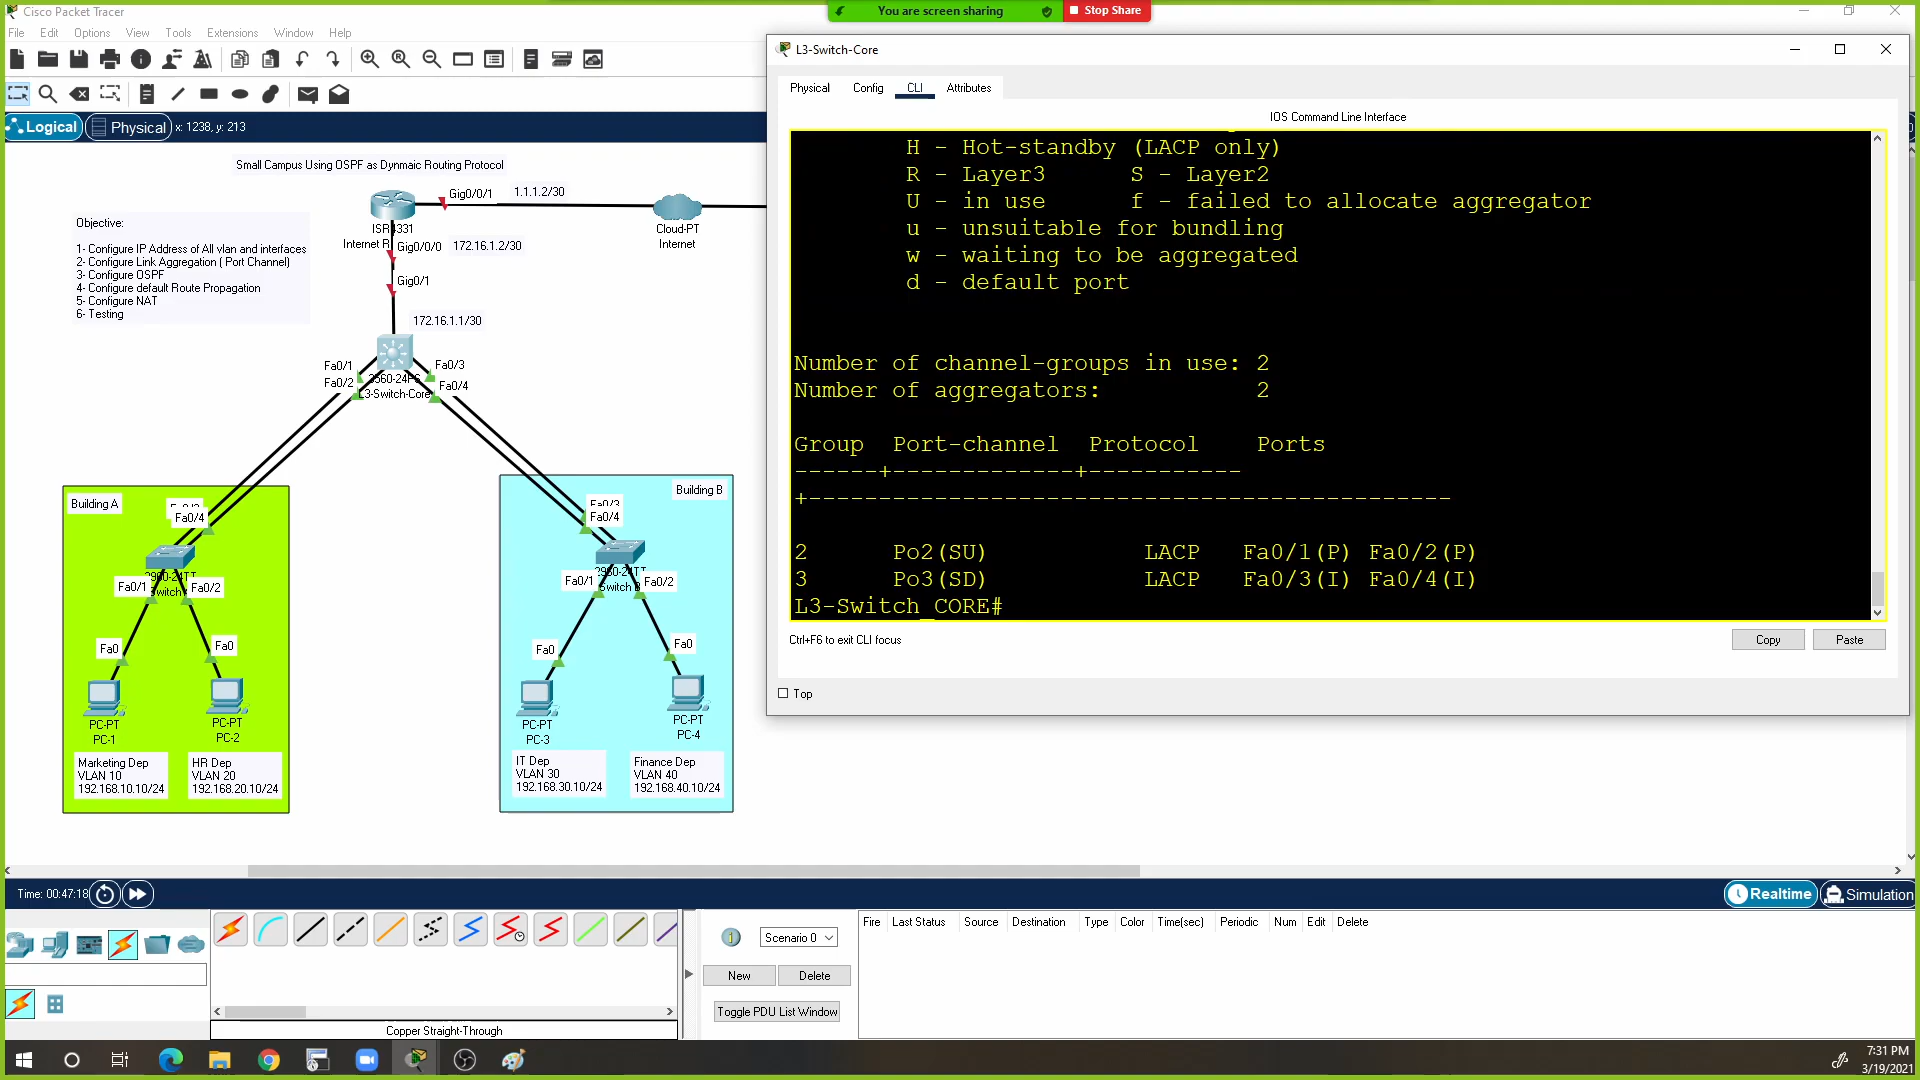 Cisco Packet Tracer
You are screen sharing
Stop Share
File Edit Options View Tools Extensions Window Help
Logical
Physical
x: 1238, y: 213
Small Campus Using OSPF as Dynmaic Routing Protocol
Objective:
1- Configure IP Address of All vlan and interfaces
2- Configure Link Aggregation ( Port Channel)
3- Configure OSPF
4- Configure default Route Propagation
5- Configure NAT
6- Testing
Gig0/0/1
1.1.1.2/30
Internet R
Gig0/0/0
172.16.1.2/30
Cloud-PT
Internet
Gig0/1
172.16.1.1/30
Fa0/1
Fa0/2
Fa0/3
Fa0/4
3560-24PS
L3-Switch-Core
Building A
Fa0/4
Fa0/1
Fa0/2
Fa0
Fa0
PC-PT
PC-1
PC-PT
PC-2
Marketing Dep
VLAN 10
192.168.10.10/24
HR Dep
VLAN 20
192.168.20.10/24
Building B
Fa0/3
Fa0/4
Fa0/1
Fa0/2
Switch B
Fa0
Fa0
PC-PT
PC-3
PC-PT
PC-4
IT Dep
VLAN 30
192.168.30.10/24
Finance Dep
VLAN 40
192.168.40.10/24
L3-Switch-Core
Physical Config CLI Attributes
IOS Command Line Interface
H - Hot-standby (LACP only)
R - Layer3 S - Layer2
U - in use f - failed to allocate aggregator
u - unsuitable for bundling
w - waiting to be aggregated
d - default port
Number of channel-groups in use: 2
Number of aggregators: 2
Group Port-channel Protocol Ports
------+-------------+-----------
+----------------------------------------------
2 Po2(SU) LACP Fa0/1(P) Fa0/2(P)
3 Po3(SD) LACP Fa0/3(I) Fa0/4(I)
L3-Switch_CORE#
Ctrl+F6 to exit CLI focus
Copy
Paste
Top
Time: 00:47:18
Realtime
Simulation
Scenario 0
New
Delete
Toggle PDU List Window
Fire Last Status Source Destination Type Color Time(sec) Periodic Num Edit Delete
Copper Straight-Through
7:31 PM
3/19/2021